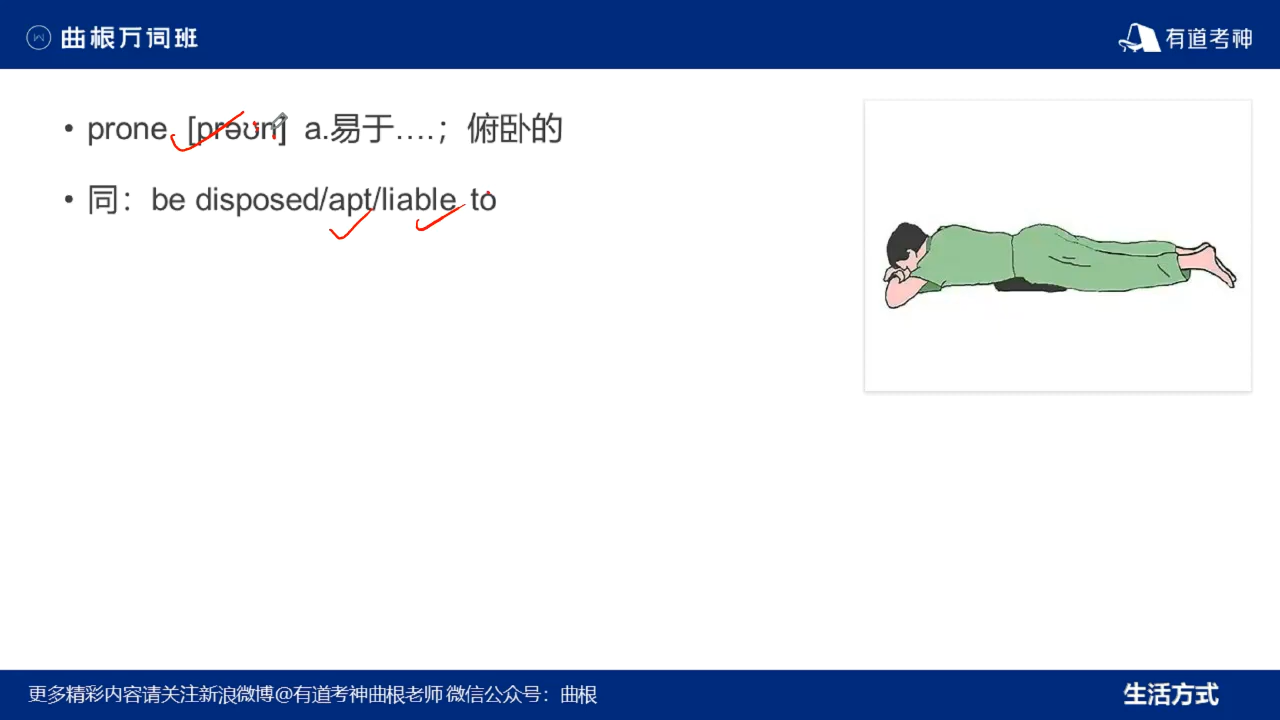 曲根万词班
有道考神
• prone [prəʊn] a.易于….；俯卧的
• 同：be disposed/apt/liable to
更多精彩内容请关注新浪微博@有道考神曲根老师 微信公众号：曲根
生活方式